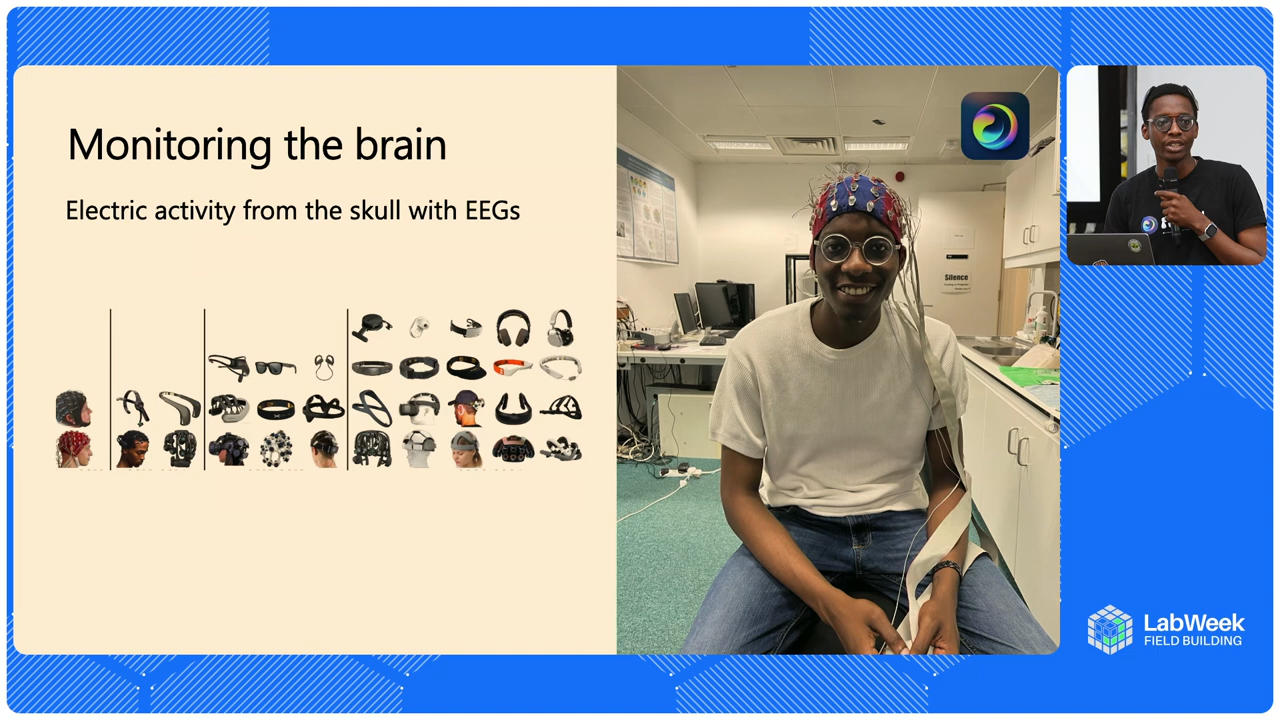 Monitoring the brain
Electric activity from the skull with EEGs
Silence
LabWeek
FIELD BUILDING